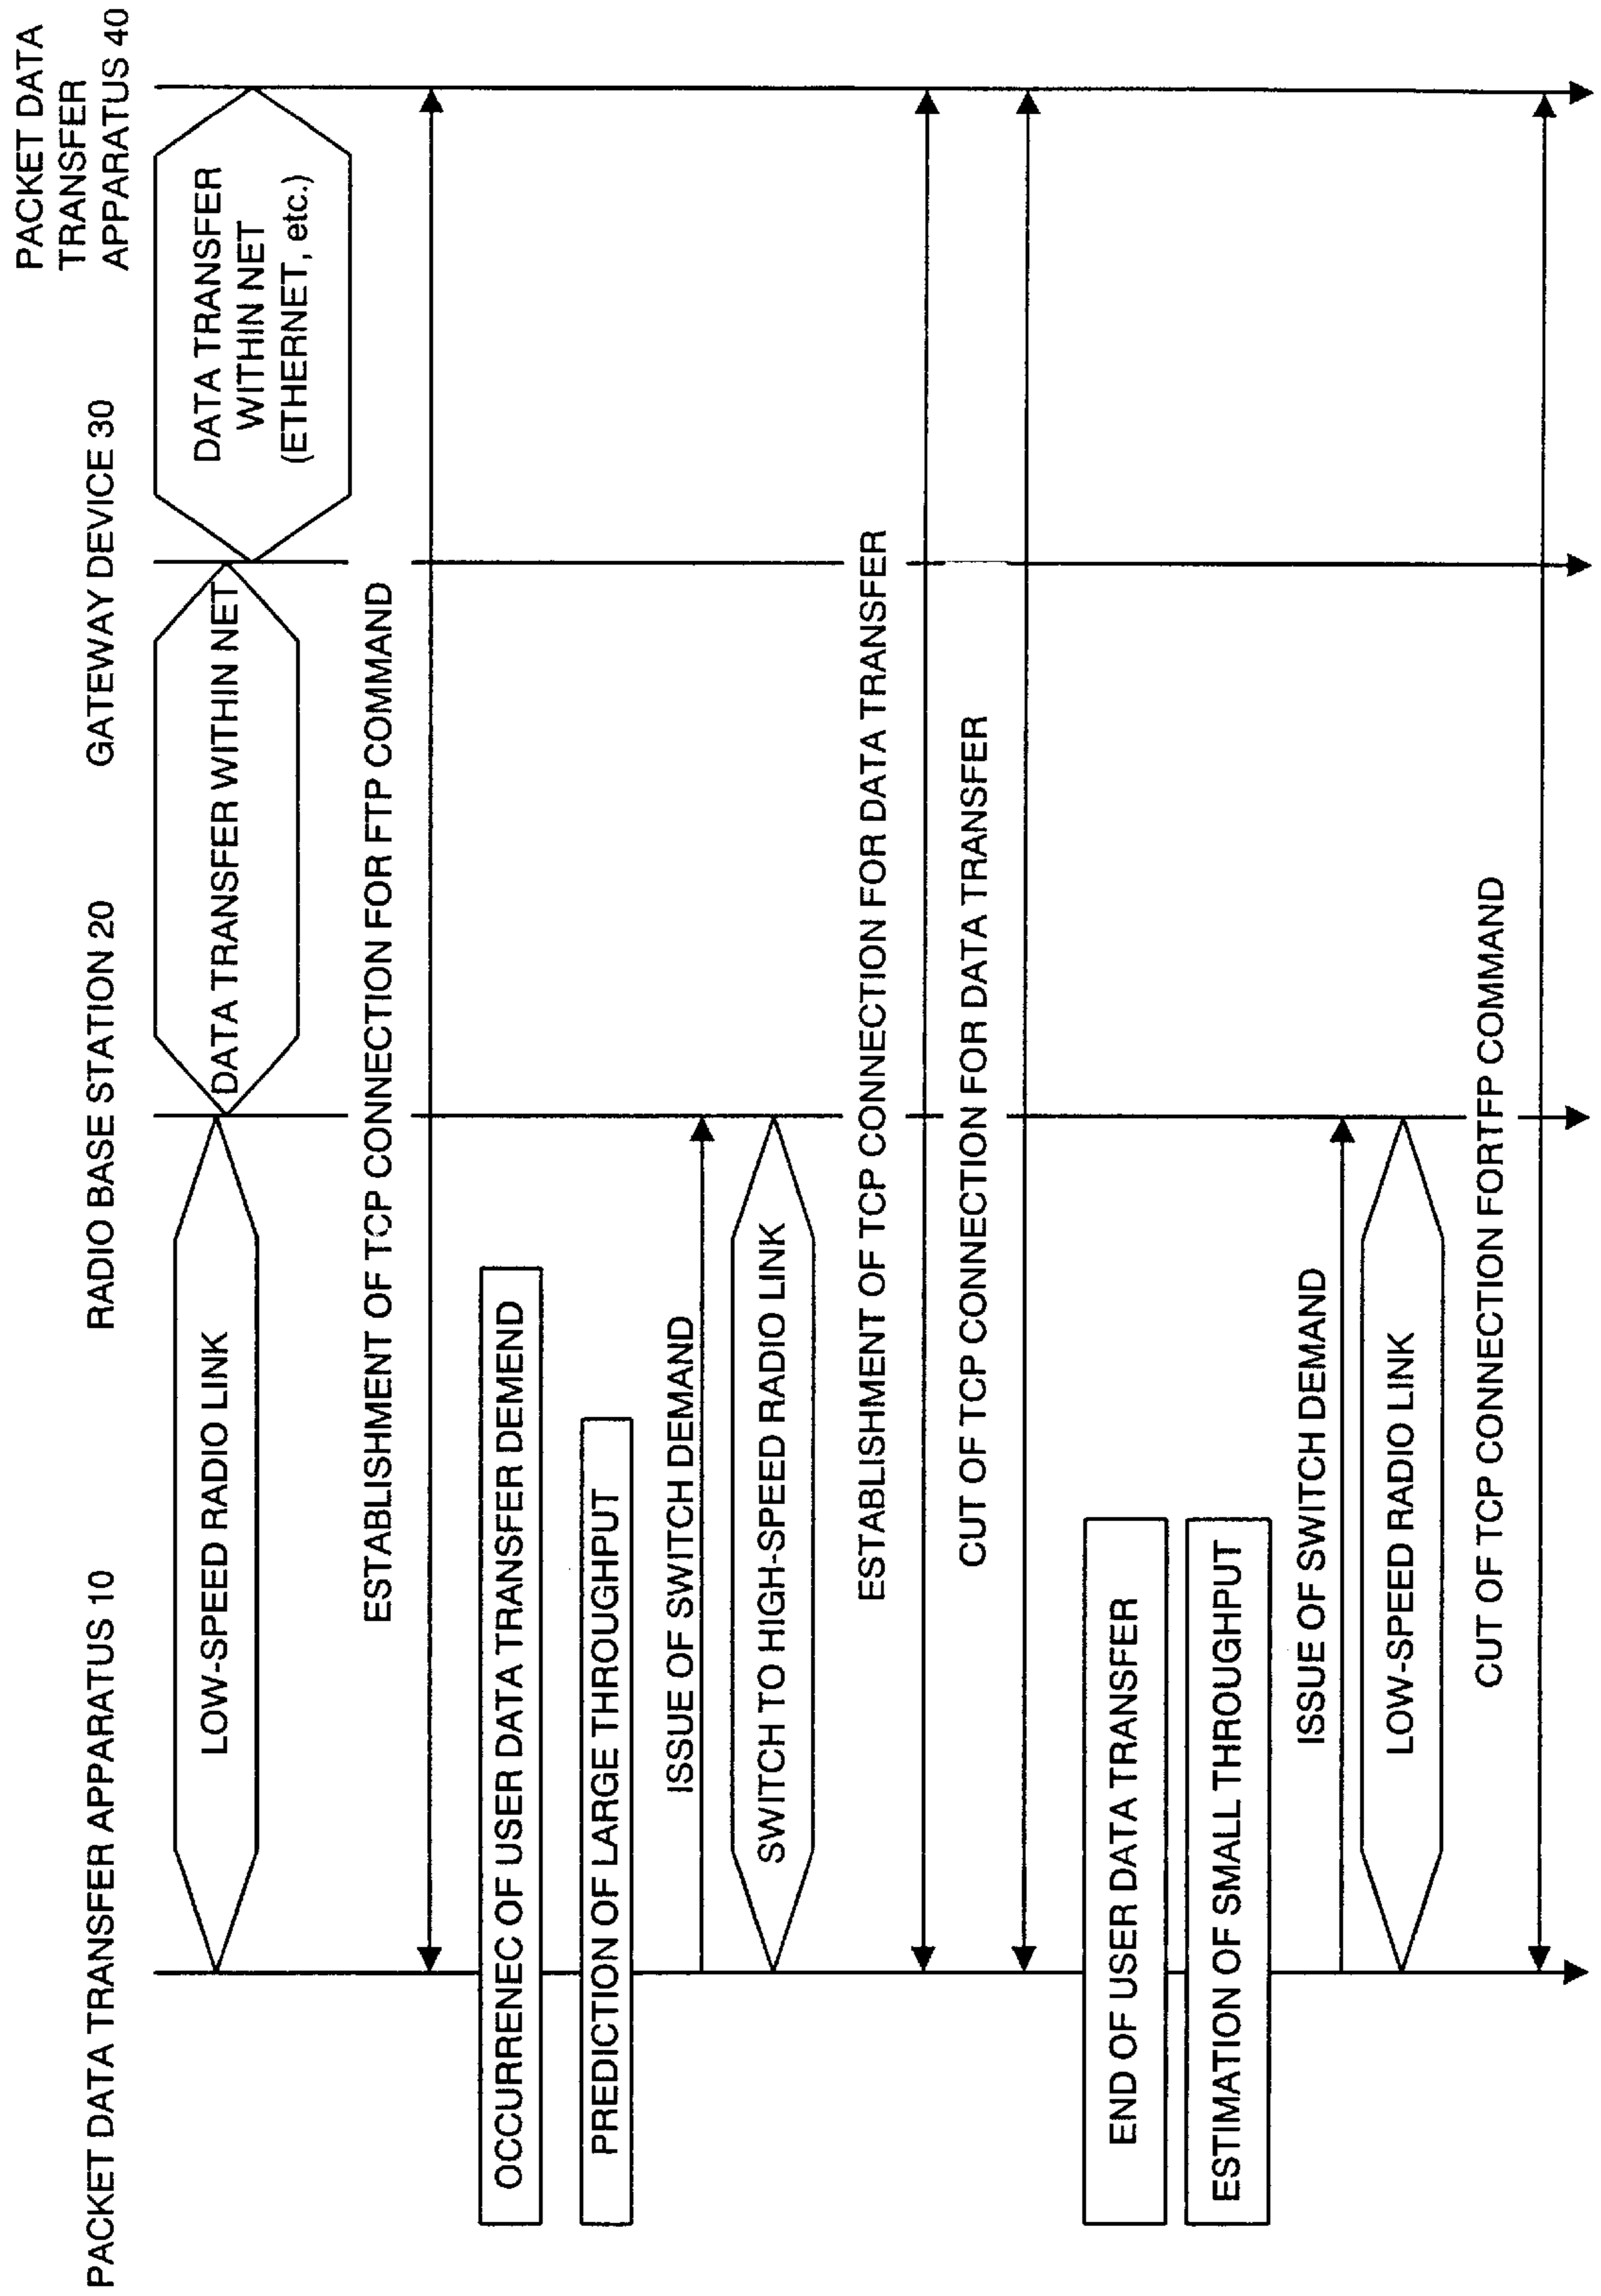 PACKET DATA TRANSFER APPARATUS 10
RADIO BASE STATION 20
GATEWAY DEVICE 30
PACKET DATA
TRANSFER
APPARATUS 40
LOW-SPEED RADIO LINK
DATA TRANSFER WITHIN NET
DATA TRANSFER
WITHIN NET
(ETHERNET, etc.)
ESTABLISHMENT OF TCP CONNECTION FOR FTP COMMAND
OCCURRENEC OF USER DATA TRANSFER DEMEND
PREDICTION OF LARGE THROUGHPUT
ISSUE OF SWITCH DEMAND
SWITCH TO HIGH-SPEED RADIO LINK
ESTABLISHMENT OF TCP CONNECTION FOR DATA TRANSFER
CUT OF TCP CONNECTION FOR DATA TRANSFER
END OF USER DATA TRANSFER
ESTIMATION OF SMALL THROUGHPUT
ISSUE OF SWITCH DEMAND
LOW-SPEED RADIO LINK
CUT OF TCP CONNECTION FORTFP COMMAND